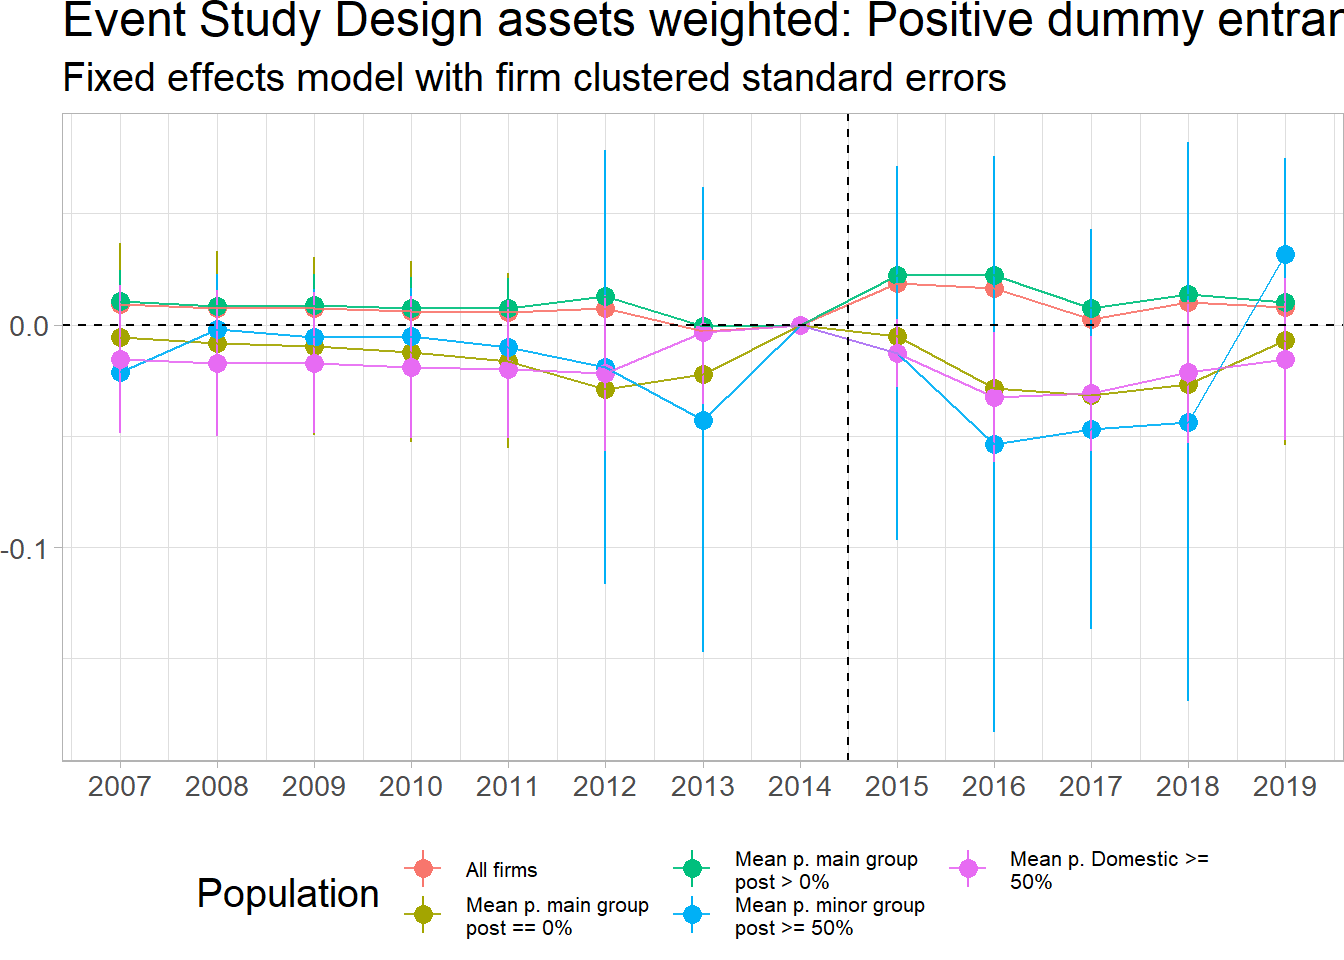 Event Study Design assets weighted: Positive dummy entran
Fixed effects model with firm clustered standard errors
0.0
-0.1
2007 2008 2009 2010 2011 2012 2013 2014 2015 2016 2017 2018 2019
Population
All firms
Mean p. main group
post == 0%
Mean p. main group
post > 0%
Mean p. minor group
post >= 50%
Mean p. Domestic >=
50%